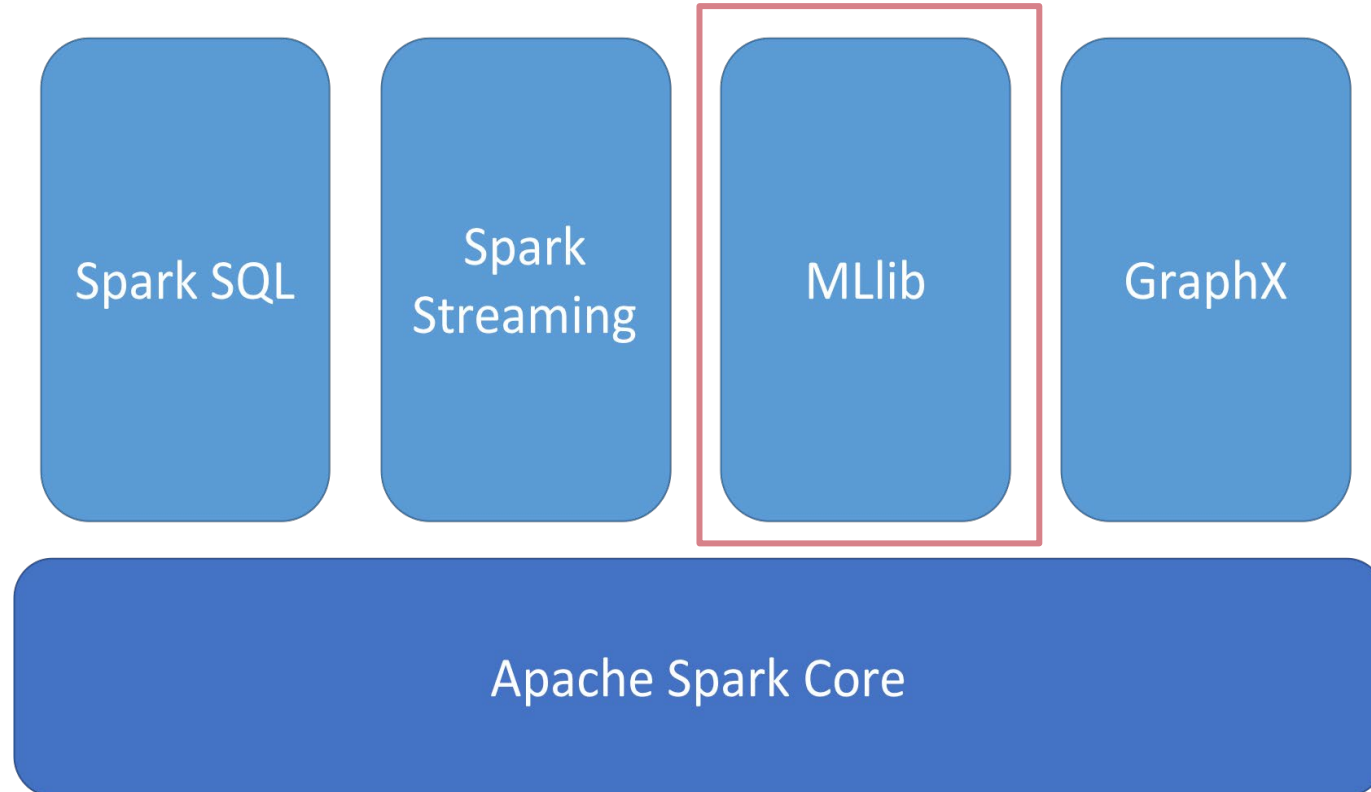 Spark SQL
Spark
Streaming
MLlib
GraphX
Apache Spark Core